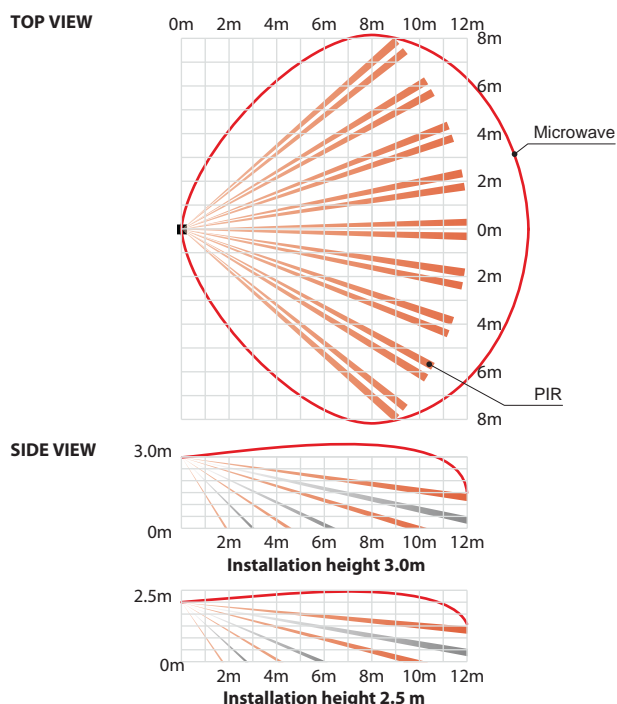 TOP VIEW
0m 2m 4m 6m 8m 10m 12m
8m
6m
4m
Microwave
2m
0m
2m
4m
6m
PIR
8m
SIDE VIEW
3.0m
0m
2m 4m 6m 8m 10m 12m
Installation height 3.0m
2.5m
0m
2m 4m 6m 8m 10m 12m
Installation height 2.5 m